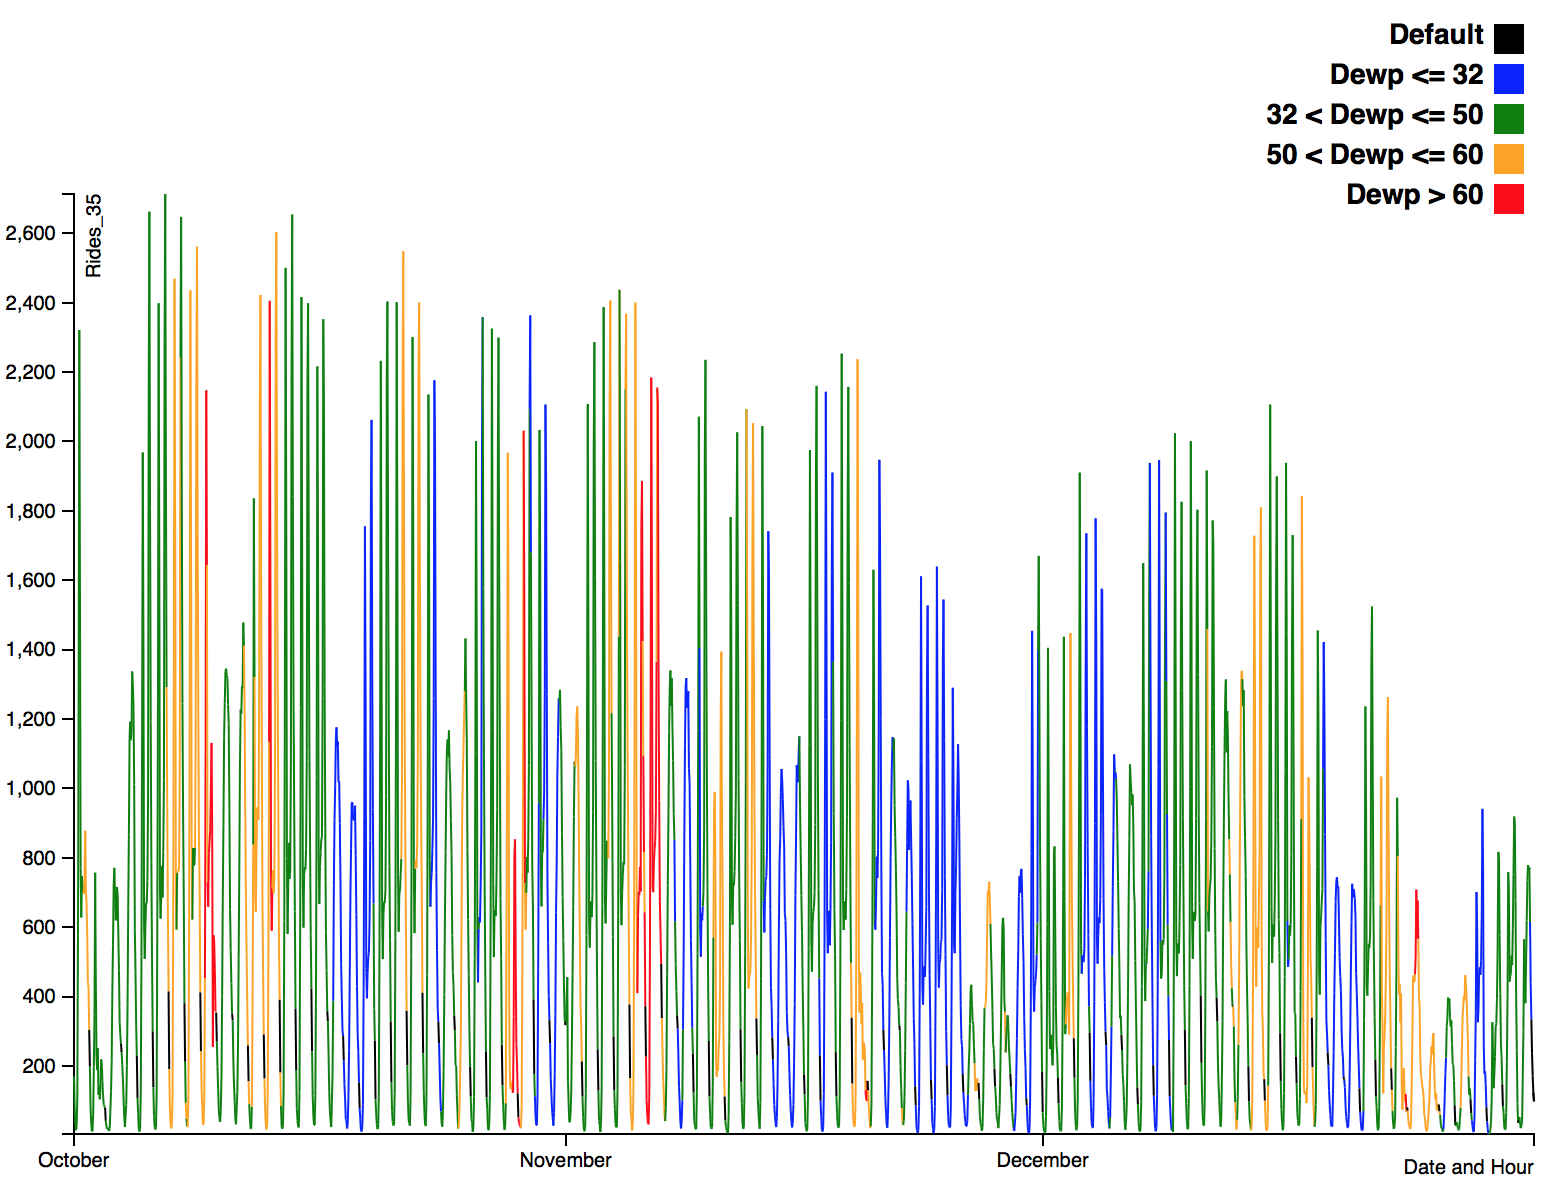 Default
Dewp <= 32
32 < Dewp <= 50
50 < Dewp <= 60
Dewp > 60
Rides_35
2,600
2,400
2,200
2,000
1,800
1,600
1,400
1,200
1,000
800
600
400
200
October
November
December
Date and Hour